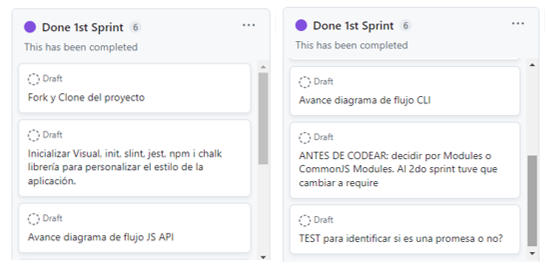 Done 1st Sprint 6 ...
This has been completed
Draft
Fork y Clone del proyecto
Draft
Inicializar Visual, init, slint, jest, npm i chalk
librería para personalizar el estilo de la
aplicación.
Draft
Avance diagrama de flujo JS API
Done 1st Sprint 6 ...
This has been completed
Avance diagrama de flujo CLI
Draft
Draft
ANTES DE CODEAR: decidir por Modules o
CommonJS Modules. Al 2do sprint tuve que
cambiar a require
Draft
TEST para identificar si es una promesa o no?